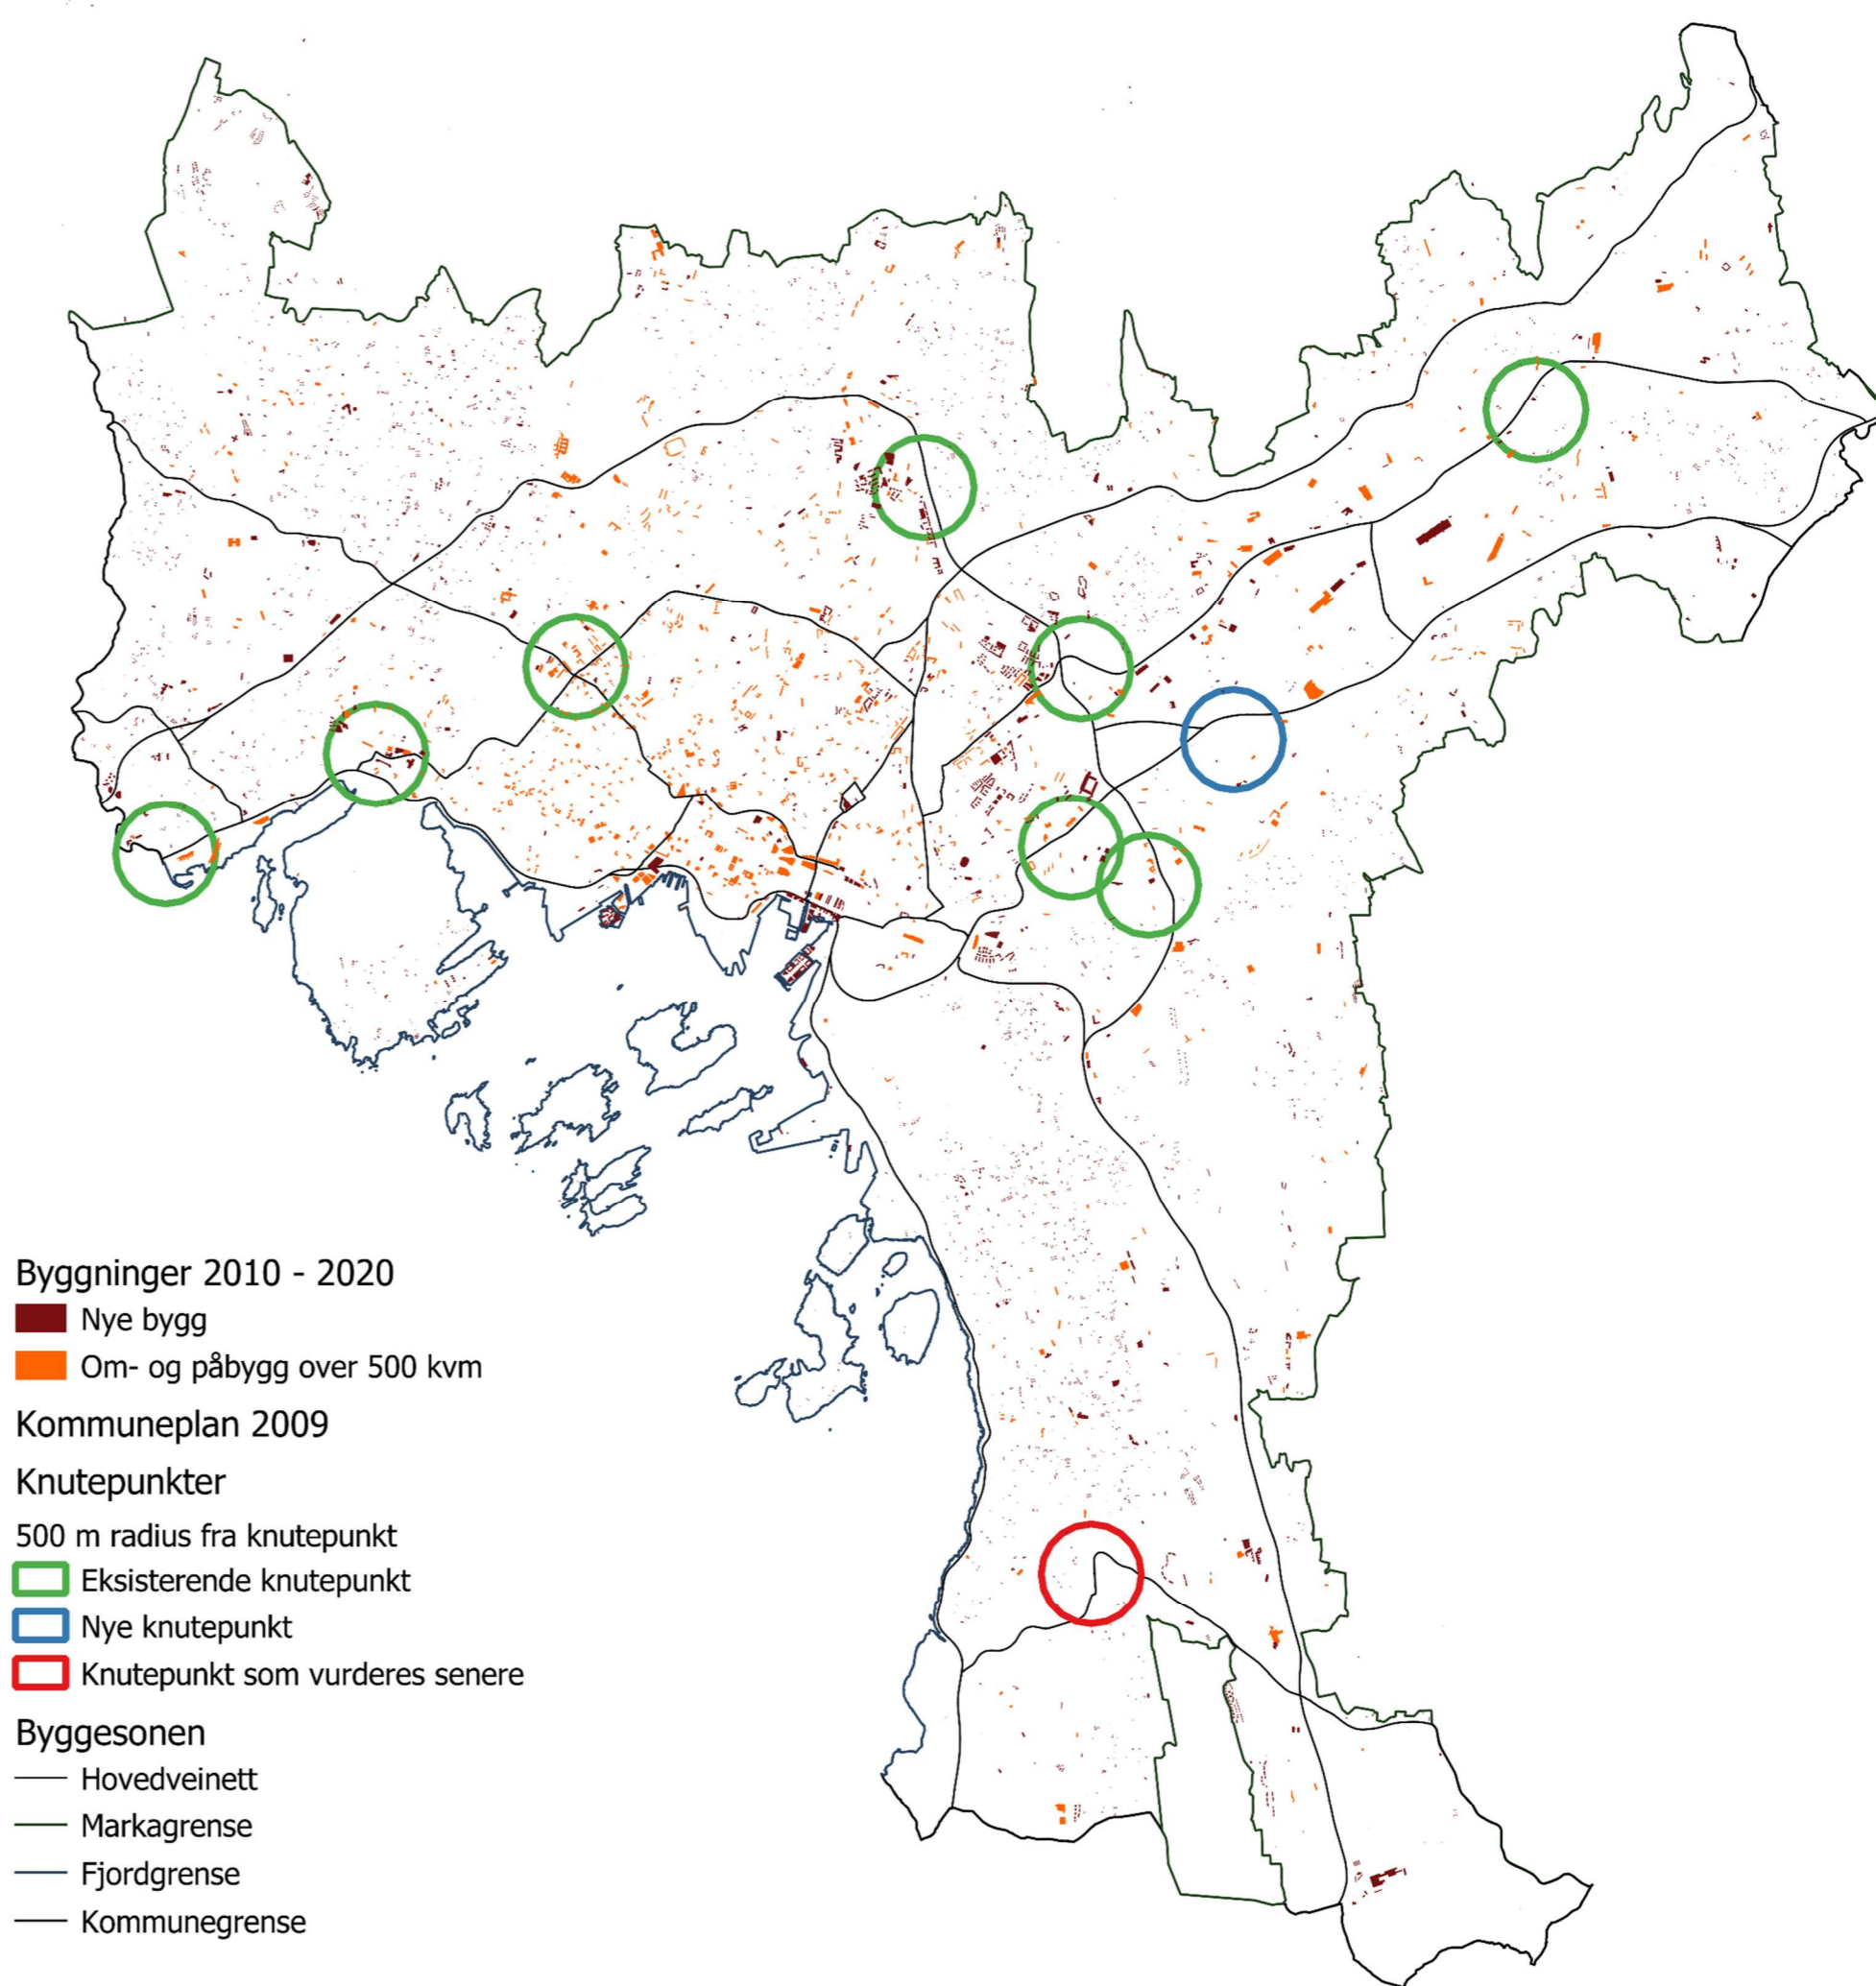 Byggninger 2010 - 2020
Nye bygg
Om- og påbygg over 500 kvm
Kommuneplan 2009
Knutepunkter
500 m radius fra knutepunkt
Eksisterende knutepunkt
Nye knutepunkt
Knutepunkt som vurderes senere
Byggesonen
Hovedveinett
Markagrense
Fjordgrense
Kommunegrense